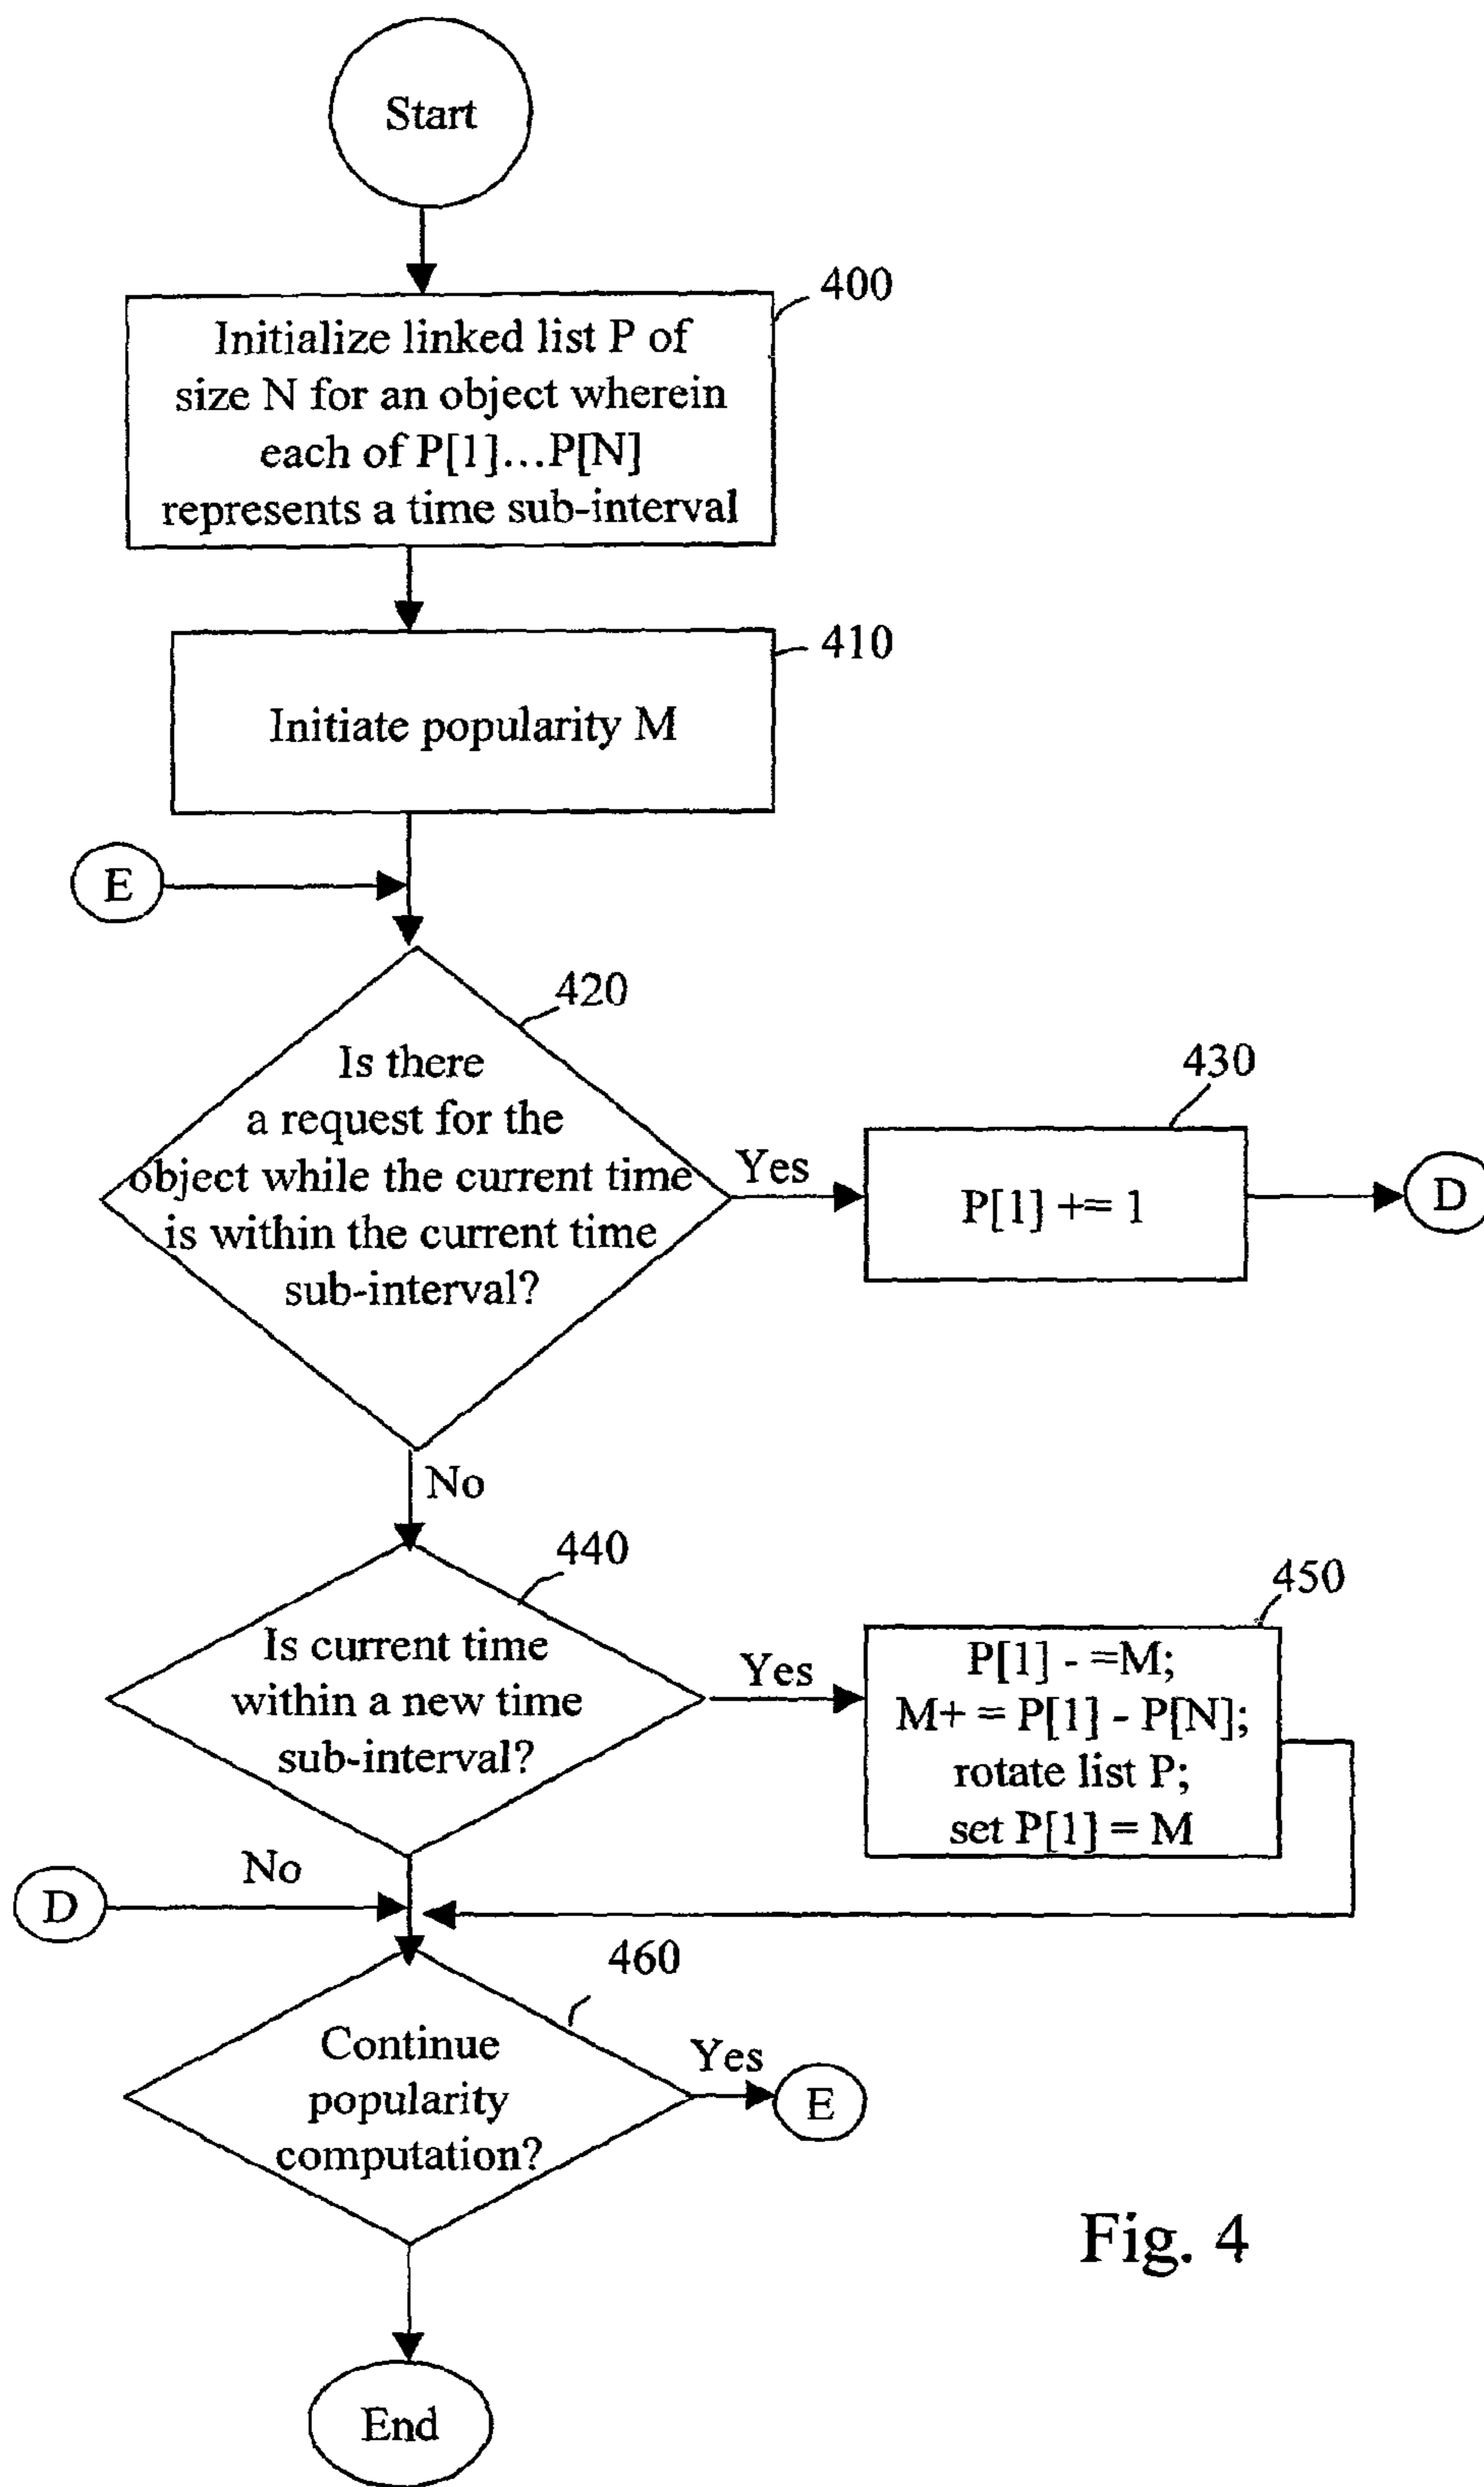 Start
400
Initialize linked list P of
size N for an object wherein
each of P[1]...P[N]
represents a time sub-interval
410
Initiate popularity M
E
420
Is there
a request for the
object while the current time
is within the current time
sub-interval?
Yes
430
P[1] += 1
D
No
440
Is current time
within a new time
sub-interval?
Yes
450
P[1] - =M;
M+ = P[1] - P[N];
rotate list P;
set P[1] = M
No
D
460
Continue
popularity
computation?
Yes
E
Fig. 4
End